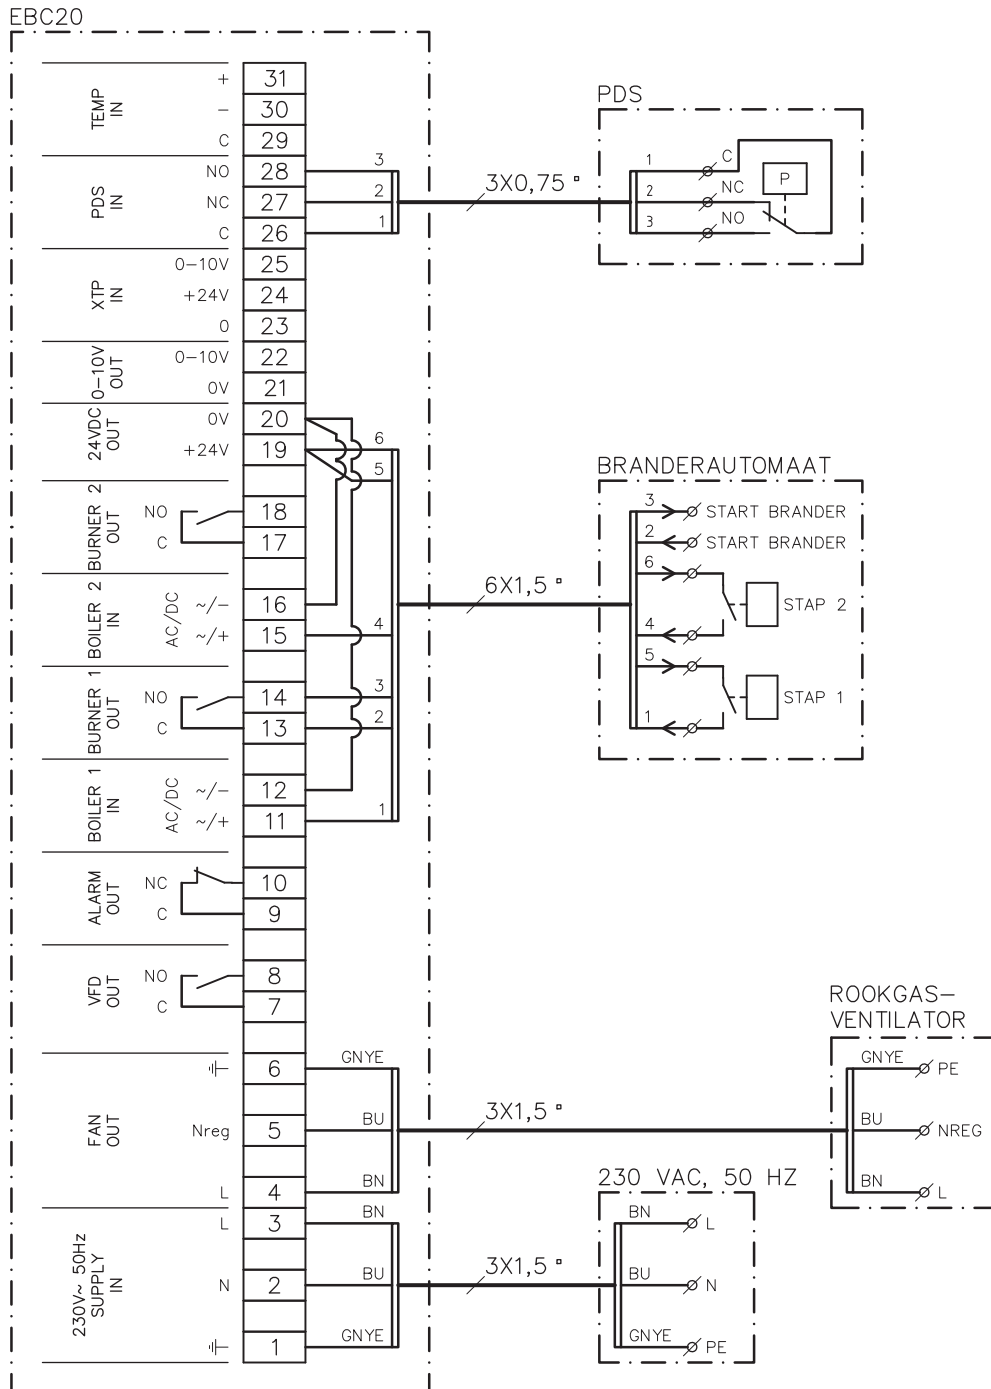 EBC20
TEMP
IN
+ 31
− 30
C 29
PDS
IN
NO 28 3
NC 27 2
C 26 1
3X0,75 ▫
PDS
1 C
2 NC
3 NO
P
XTP
IN
0−10V 25
+24V 24
0 23
0−10V
OUT
0−10V 22
0V 21
24VDC
OUT
0V 20
+24V 19 6
5
BURNER 2
OUT
NO 18
C 17
BOILER 2
IN
AC/DC
~/− 16
~/+ 15 4
6X1,5 ▫
BURNER 1
OUT
NO 14 3
C 13 2
BOILER 1
IN
AC/DC
~/− 12
~/+ 11 1
BRANDERAUTOMAAT
3 START BRANDER
2 START BRANDER
6
STAP 2
4
5
STAP 1
1
ALARM
OUT
NC 10
C 9
VFD
OUT
NO 8
C 7
FAN
OUT
6 GNYE
Nreg 5 BU
L 4 BN
3X1,5 ▫
ROOKGAS−
VENTILATOR
GNYE PE
BU NREG
BN L
230V~ 50Hz
SUPPLY
IN
L 3 BN
N 2 BU
1 GNYE
3X1,5 ▫
230 VAC, 50 HZ
BN L
BU N
GNYE PE